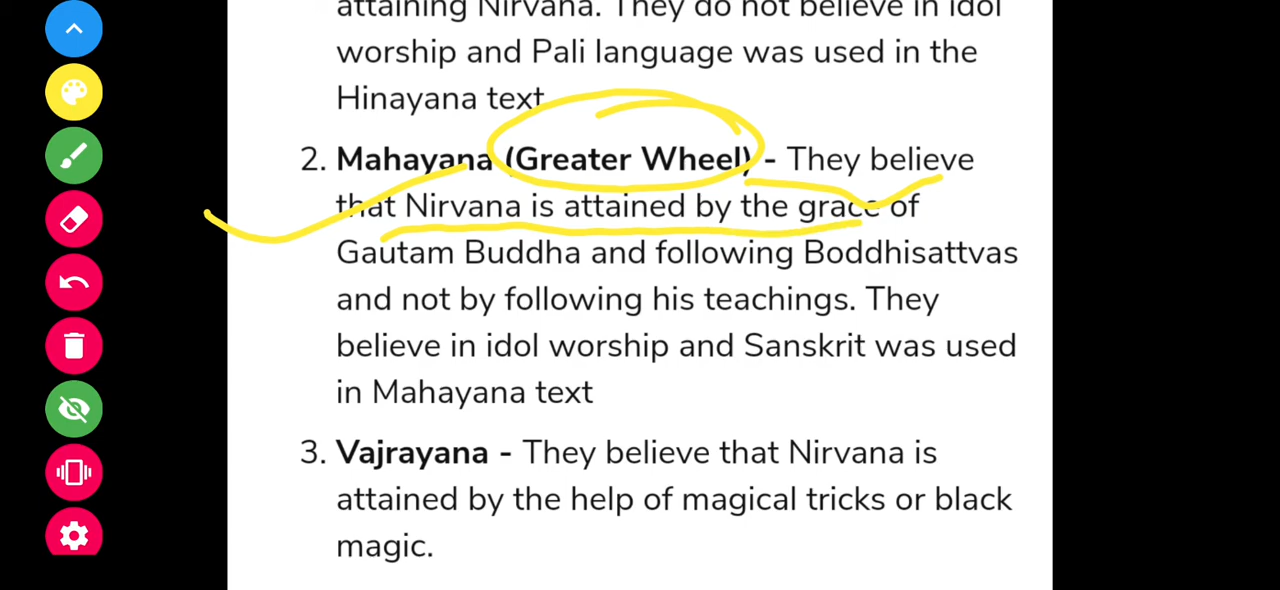 attaining Nirvana. They do not believe in idol
worship and Pali language was used in the
Hinayana text
2. Mahayana (Greater Wheel) - They believe
that Nirvana is attained by the grace of
Gautam Buddha and following Boddhisattvas
and not by following his teachings. They
believe in idol worship and Sanskrit was used
in Mahayana text
3. Vajrayana - They believe that Nirvana is
attained by the help of magical tricks or black
magic.